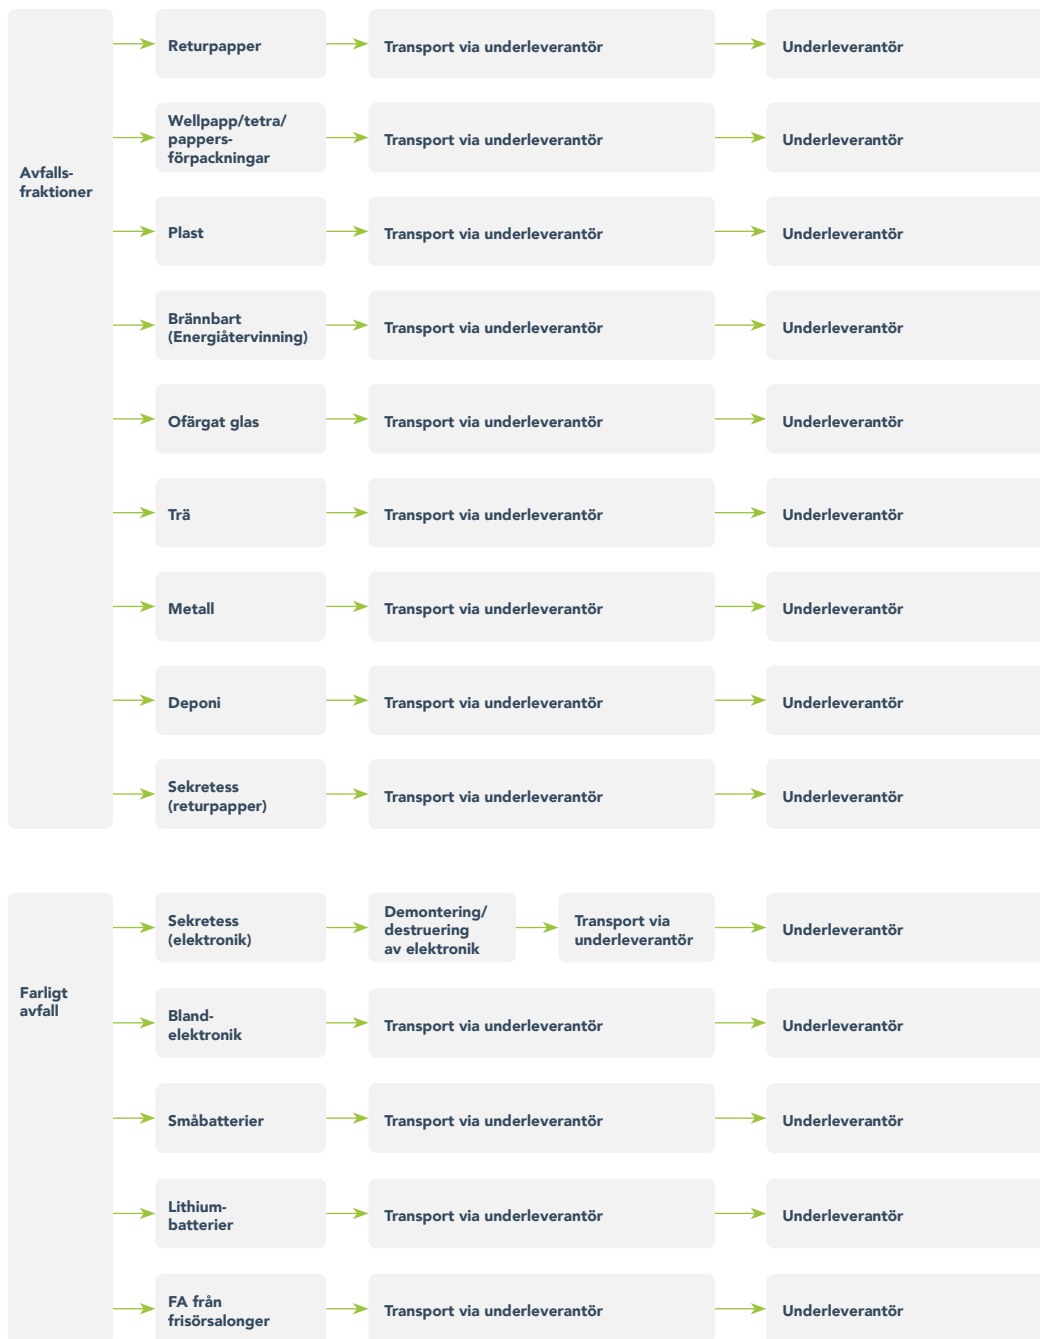 Avfalls-
fraktioner
Returpapper
Transport via underleverantör
Underleverantör
Wellpapp/tetra/
pappers-
förpackningar
Transport via underleverantör
Underleverantör
Plast
Transport via underleverantör
Underleverantör
Brännbart
(Energiåtervinning)
Transport via underleverantör
Underleverantör
Ofärgat glas
Transport via underleverantör
Underleverantör
Trä
Transport via underleverantör
Underleverantör
Metall
Transport via underleverantör
Underleverantör
Deponi
Transport via underleverantör
Underleverantör
Sekretess
(returpapper)
Transport via underleverantör
Underleverantör
Farligt
avfall
Sekretess
(elektronik)
Demontering/
destruering
av elektronik
Transport via
underleverantör
Underleverantör
Bland-
elektronik
Transport via underleverantör
Underleverantör
Småbatterier
Transport via underleverantör
Underleverantör
Lithium-
batterier
Transport via underleverantör
Underleverantör
FA från
frisörsalonger
Transport via underleverantör
Underleverantör